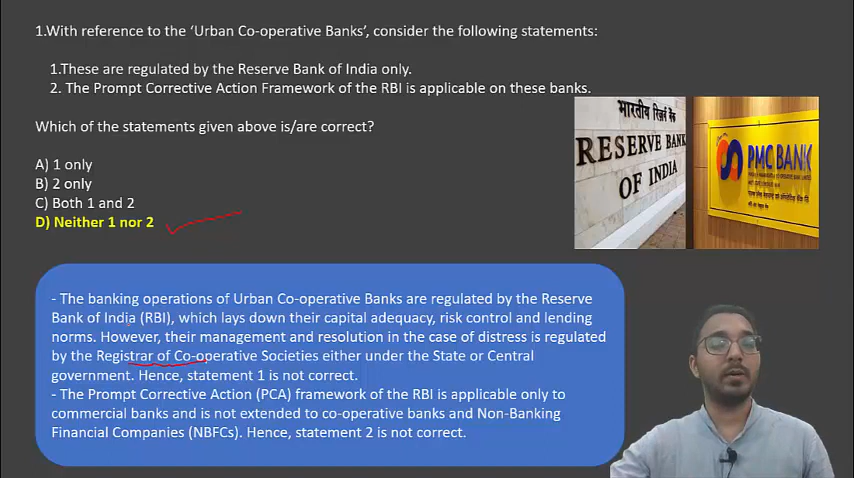 1.With reference to the 'Urban Co-operative Banks', consider the following statements:
1.These are regulated by the Reserve Bank of India only.
2. The Prompt Corrective Action Framework of the RBI is applicable on these banks.
Which of the statements given above is/are correct?
A) 1 only
B) 2 only
C) Both 1 and 2
D) Neither 1 nor 2
भारतीय रिज़र्व बैंक
RESERVE BANK
OF INDIA
PMC BANK
- The banking operations of Urban Co-operative Banks are regulated by the Reserve
Bank of India (RBI), which lays down their capital adequacy, risk control and lending
norms. However, their management and resolution in the case of distress is regulated
by the Registrar of Co-operative Societies either under the State or Central
government. Hence, statement 1 is not correct.
- The Prompt Corrective Action (PCA) framework of the RBI is applicable only to
commercial banks and is not extended to co-operative banks and Non-Banking
Financial Companies (NBFCs). Hence, statement 2 is not correct.